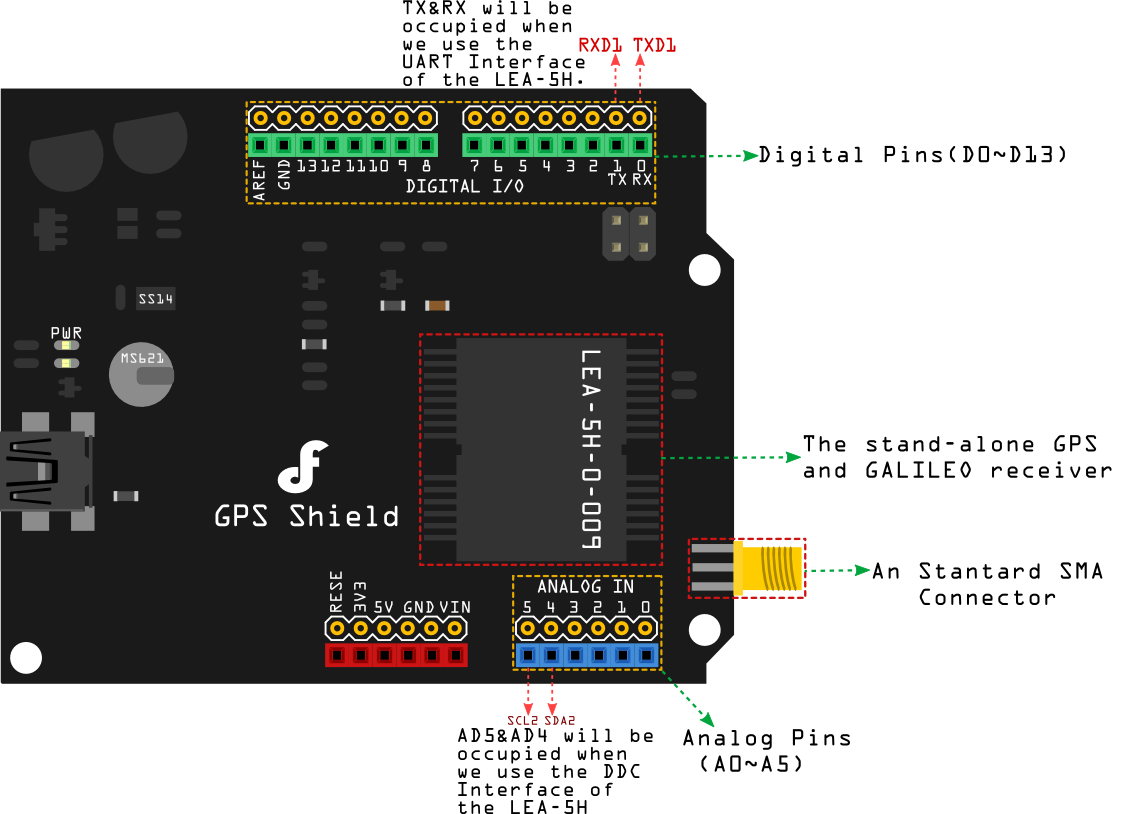 TX&RX will be
occupied when
we use the
UART Interface
of the LEA-5H.
RXD1 TXD1
AREF GND 13 12 11 10 9 8
7 6 5 4 3 2 1 0
TX RX
DIGITAL I/O
Digital Pins(D0~D13)
SS14
PWR
MS621
LEA-5H-0-009
The stand-alone GPS
and GALILEO receiver
GPS Shield
An Stantard SMA
Connector
RESE 3V3 5V GND VIN
ANALOG IN
5 4 3 2 1 0
SCL2 SDA2
AD5&AD4 will be
occupied when
we use the DDC
Interface of
the LEA-5H
Analog Pins
(A0~A5)